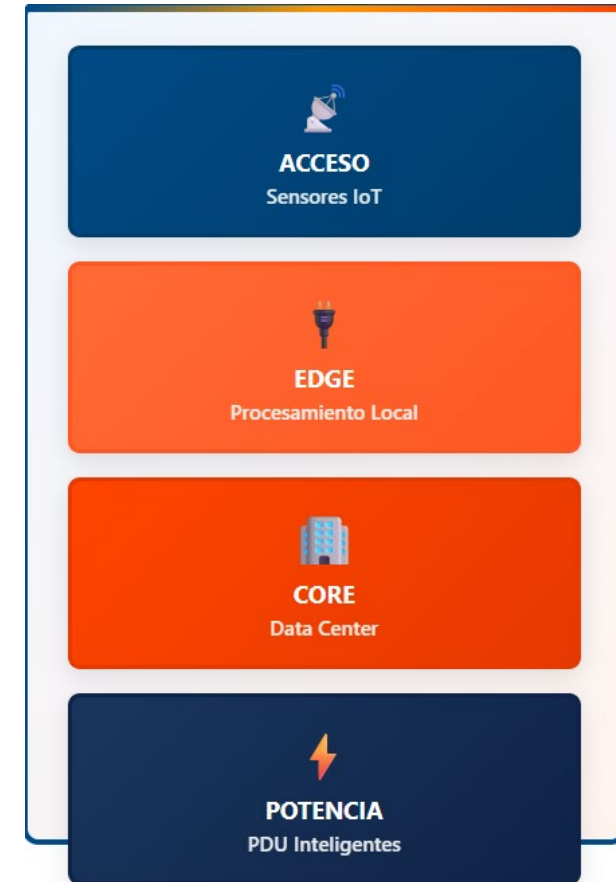 ACCESO
Sensores IoT
EDGE
Procesamiento Local
CORE
Data Center
POTENCIA
PDU Inteligentes